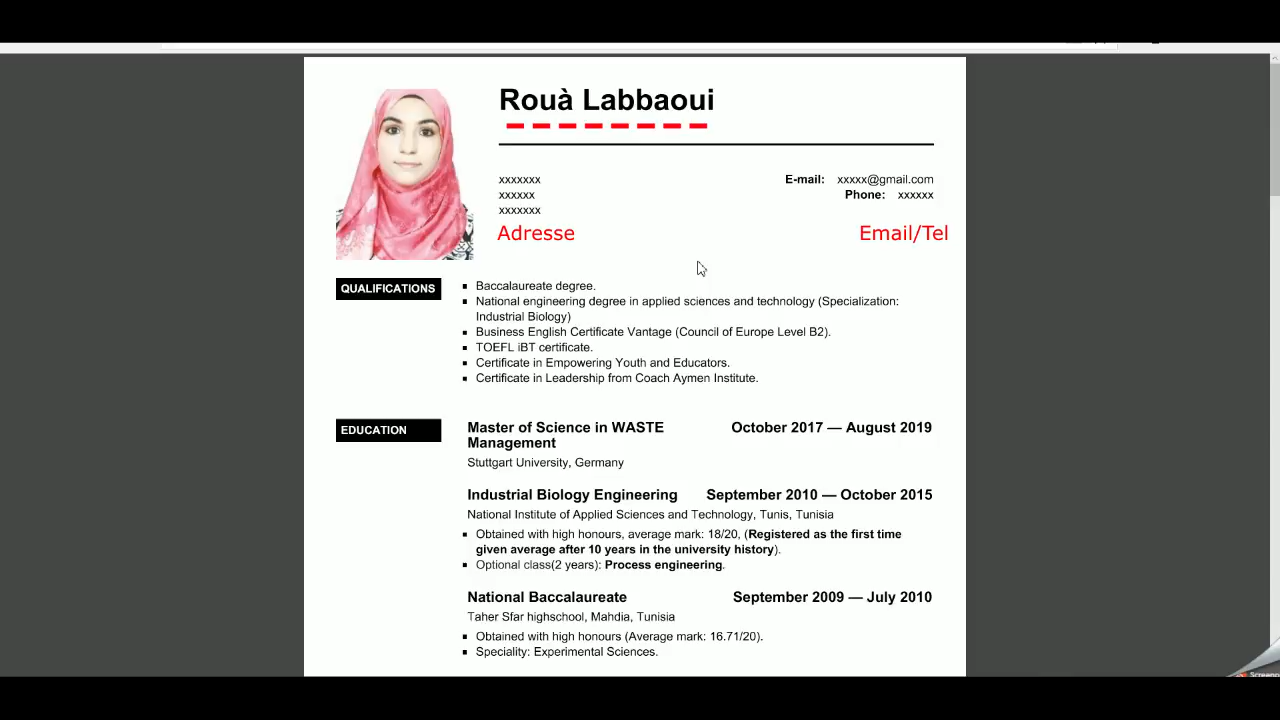 Rouà Labbaoui
xxxxxxx
xxxxxx
xxxxxxx
E-mail: xxxxx@gmail.com
Phone: xxxxxx
Adresse
Email/Tel
QUALIFICATIONS
Baccalaureate degree.
National engineering degree in applied sciences and technology (Specialization:
Industrial Biology)
Business English Certificate Vantage (Council of Europe Level B2).
TOEFL iBT certificate.
Certificate in Empowering Youth and Educators.
Certificate in Leadership from Coach Aymen Institute.
EDUCATION
Master of Science in WASTE
Management
October 2017 — August 2019
Stuttgart University, Germany
Industrial Biology Engineering
September 2010 — October 2015
National Institute of Applied Sciences and Technology, Tunis, Tunisia
Obtained with high honours, average mark: 18/20, (Registered as the first time
given average after 10 years in the university history).
Optional class(2 years): Process engineering.
National Baccalaureate
September 2009 — July 2010
Taher Sfar highschool, Mahdia, Tunisia
Obtained with high honours (Average mark: 16.71/20).
Speciality: Experimental Sciences.